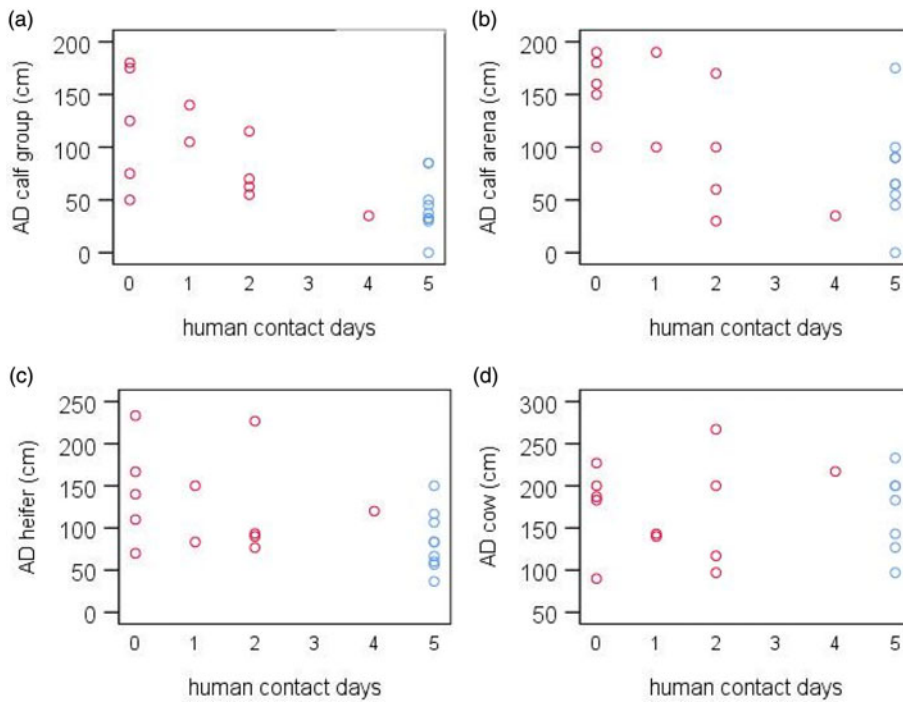 (a)
AD calf group (cm)
200
150
100
50
0
0 1 2 3 4 5
human contact days
(b)
AD calf arena (cm)
200
150
100
50
0
0 1 2 3 4 5
human contact days
(c)
AD heifer (cm)
250
200
150
100
50
0
0 1 2 3 4 5
human contact days
(d)
AD cow (cm)
300
250
200
150
100
50
0 1 2 3 4 5
human contact days